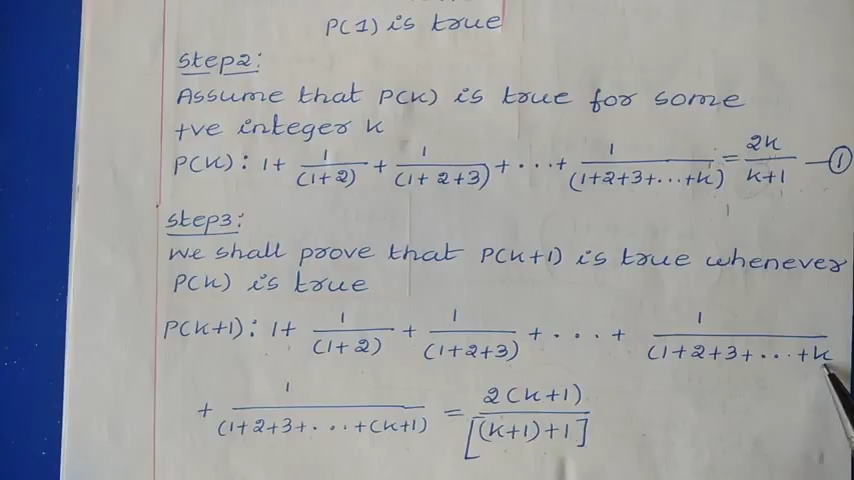 P(1) is true
Step2:
Assume that P(K) is true for some
+ve integer K
P(K) : 1 + 1/(1+2) + 1/(1+2+3) + ... + 1/(1+2+3+...+K) = 2K/K+1 —①
Step3:
We shall prove that P(K+1) is true whenever
P(K) is true
P(K+1) : 1 + 1/(1+2) + 1/(1+2+3) + .... + 1/(1+2+3+...+K
+ 1/(1+2+3+...+(K+1)) = 2(K+1)/[(K+1)+1]